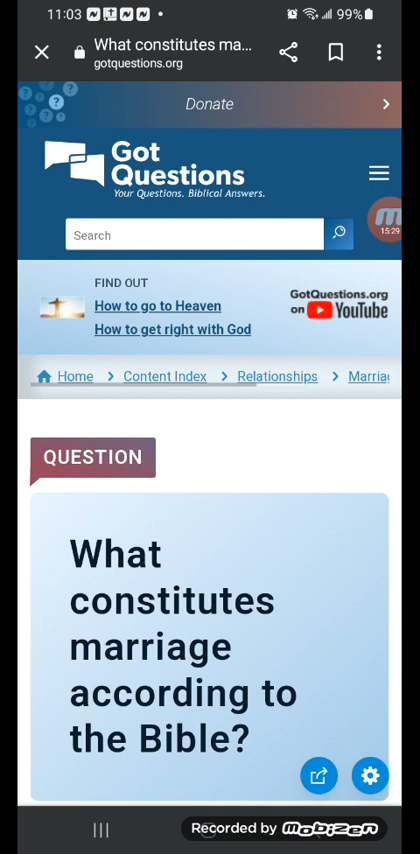 11:03
99%
What constitutes ma...
gotquestions.org
Donate
Got
Questions
Your Questions. Biblical Answers.
Search
15:29
FIND OUT
How to go to Heaven
How to get right with God
GotQuestions.org
on YouTube
Home > Content Index > Relationships > Marriag
QUESTION
What
constitutes
marriage
according to
the Bible?
Recorded by mobizen